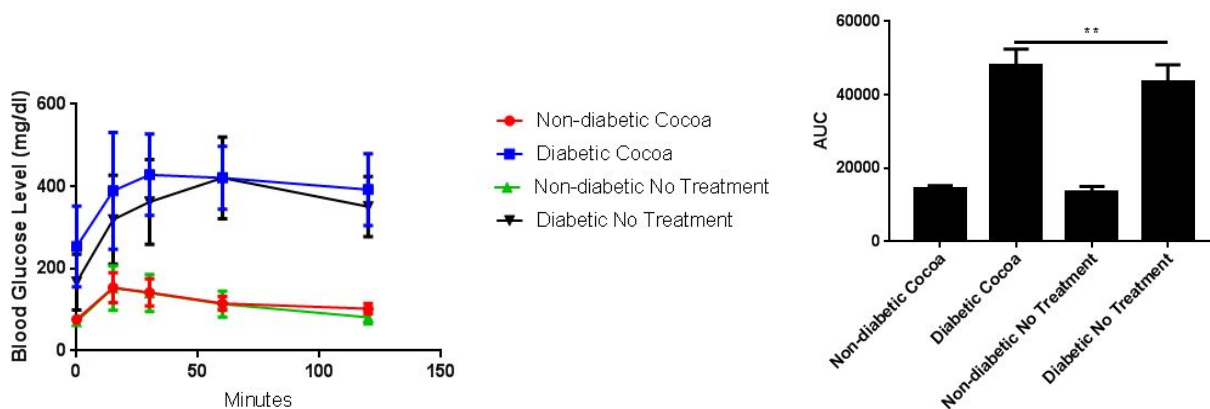 Blood Glucose Level (mg/dl)
600
400
200
0
0
50
100
150
Minutes
Non-diabetic Cocoa
Diabetic Cocoa
Non-diabetic No Treatment
Diabetic No Treatment
AUC
60000
40000
20000
0
**
Non-diabetic Cocoa
Diabetic Cocoa
Non-diabetic No Treatment
Diabetic No Treatment